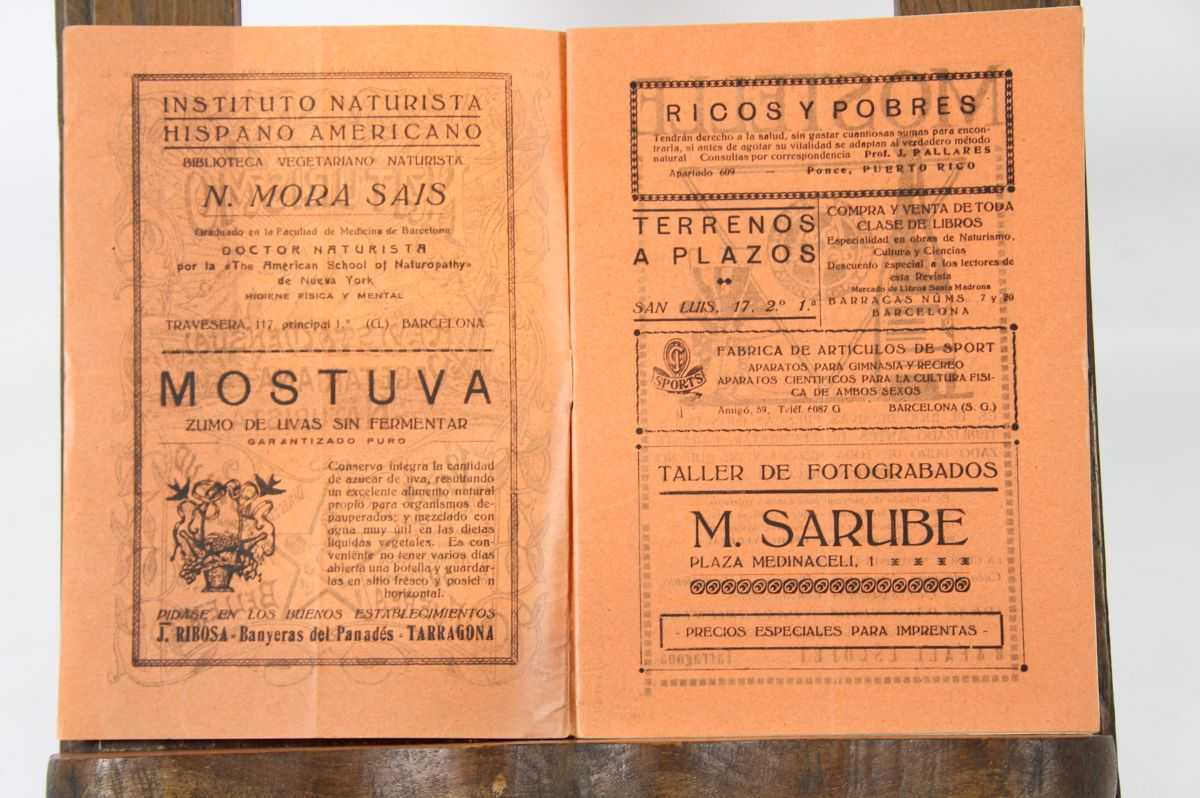 INSTITUTO NATURISTA
HISPANO AMERICANO
BIBLIOTECA VEGETARIANO NATURISTA
N. MORA SAIS
Graduado en la Facultad de Medicina de Barcelona
DOCTOR NATURISTA
por la «The American School of Naturopathy»
de Nueva York
HIGIENE FISICA Y MENTAL
TRAVESERA, 117, principal 1.ª (G.) BARCELONA
MOSTUVA
ZUMO DE UVAS SIN FERMENTAR
GARANTIZADO PURO
Conserva íntegra la cantidad
de azucar de uva, resultando
un excelente alimento natural
propio para organismos de-
pauperados; y mezclado con
agua muy útil en las dietas
líquidas vegetales. Es con-
veniente no tener varios días
abierta una botella y guardar-
las en sitio fresco y posición
horizontal.
PIDASE EN LOS BUENOS ESTABLECIMIENTOS
J. RIBOSA - Banyeras del Panadés - TARRAGONA
RICOS Y POBRES
Tendrán derecho a la salud, sin gastar cuantiosas sumas para encon-
trarla, si antes de agotar su vitalidad se adaptan al verdadero método
natural Consultas por correspondencia Prof. J. PALLARES
Apartado 609 — Ponce, PUERTO RICO
TERRENOS
A PLAZOS
SAN LUIS, 17, 2.º 1.ª
COMPRA Y VENTA DE TODA
CLASE DE LIBROS
Especialidad en obras de Naturismo,
Cultura y Ciencias
Descuento especial a los lectores de
esta Revista
Mercado de Libros Santa Madrona
BARRACAS NÚMS. 7 y 20
BARCELONA
SPORTS
FABRICA DE ARTICULOS DE SPORT
APARATOS PARA GIMNASIA Y RECREO
APARATOS CIENTIFICOS PARA LA CULTURA FISI-
CA DE AMBOS SEXOS
Amigó, 59, Teléf. 6087 G BARCELONA (S. G.)
TALLER DE FOTOGRABADOS
M. SARUBE
PLAZA MEDINACELI, 1
- PRECIOS ESPECIALES PARA IMPRENTAS -